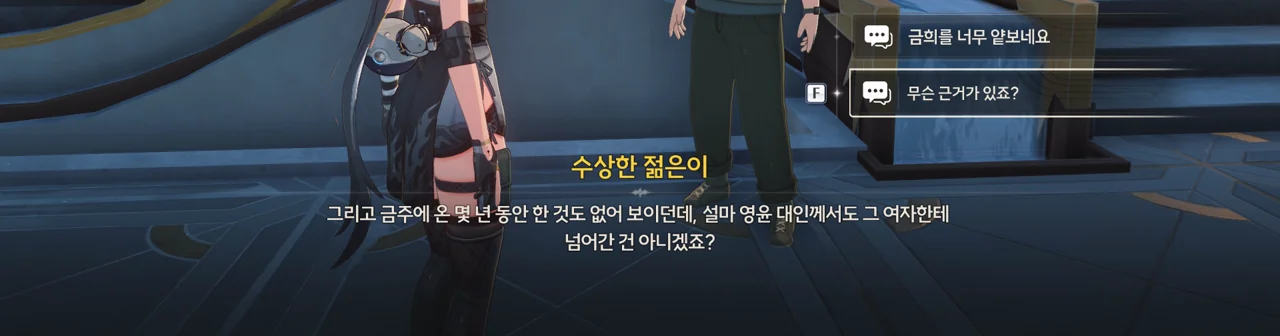 금희를 너무 얕보네요
F
무슨 근거가 있죠?
수상한 젊은이
그리고 금주에 온 몇 년 동안 한 것도 없어 보이던데, 설마 영윤 대인께서도 그 여자한테
넘어간 건 아니겠죠?